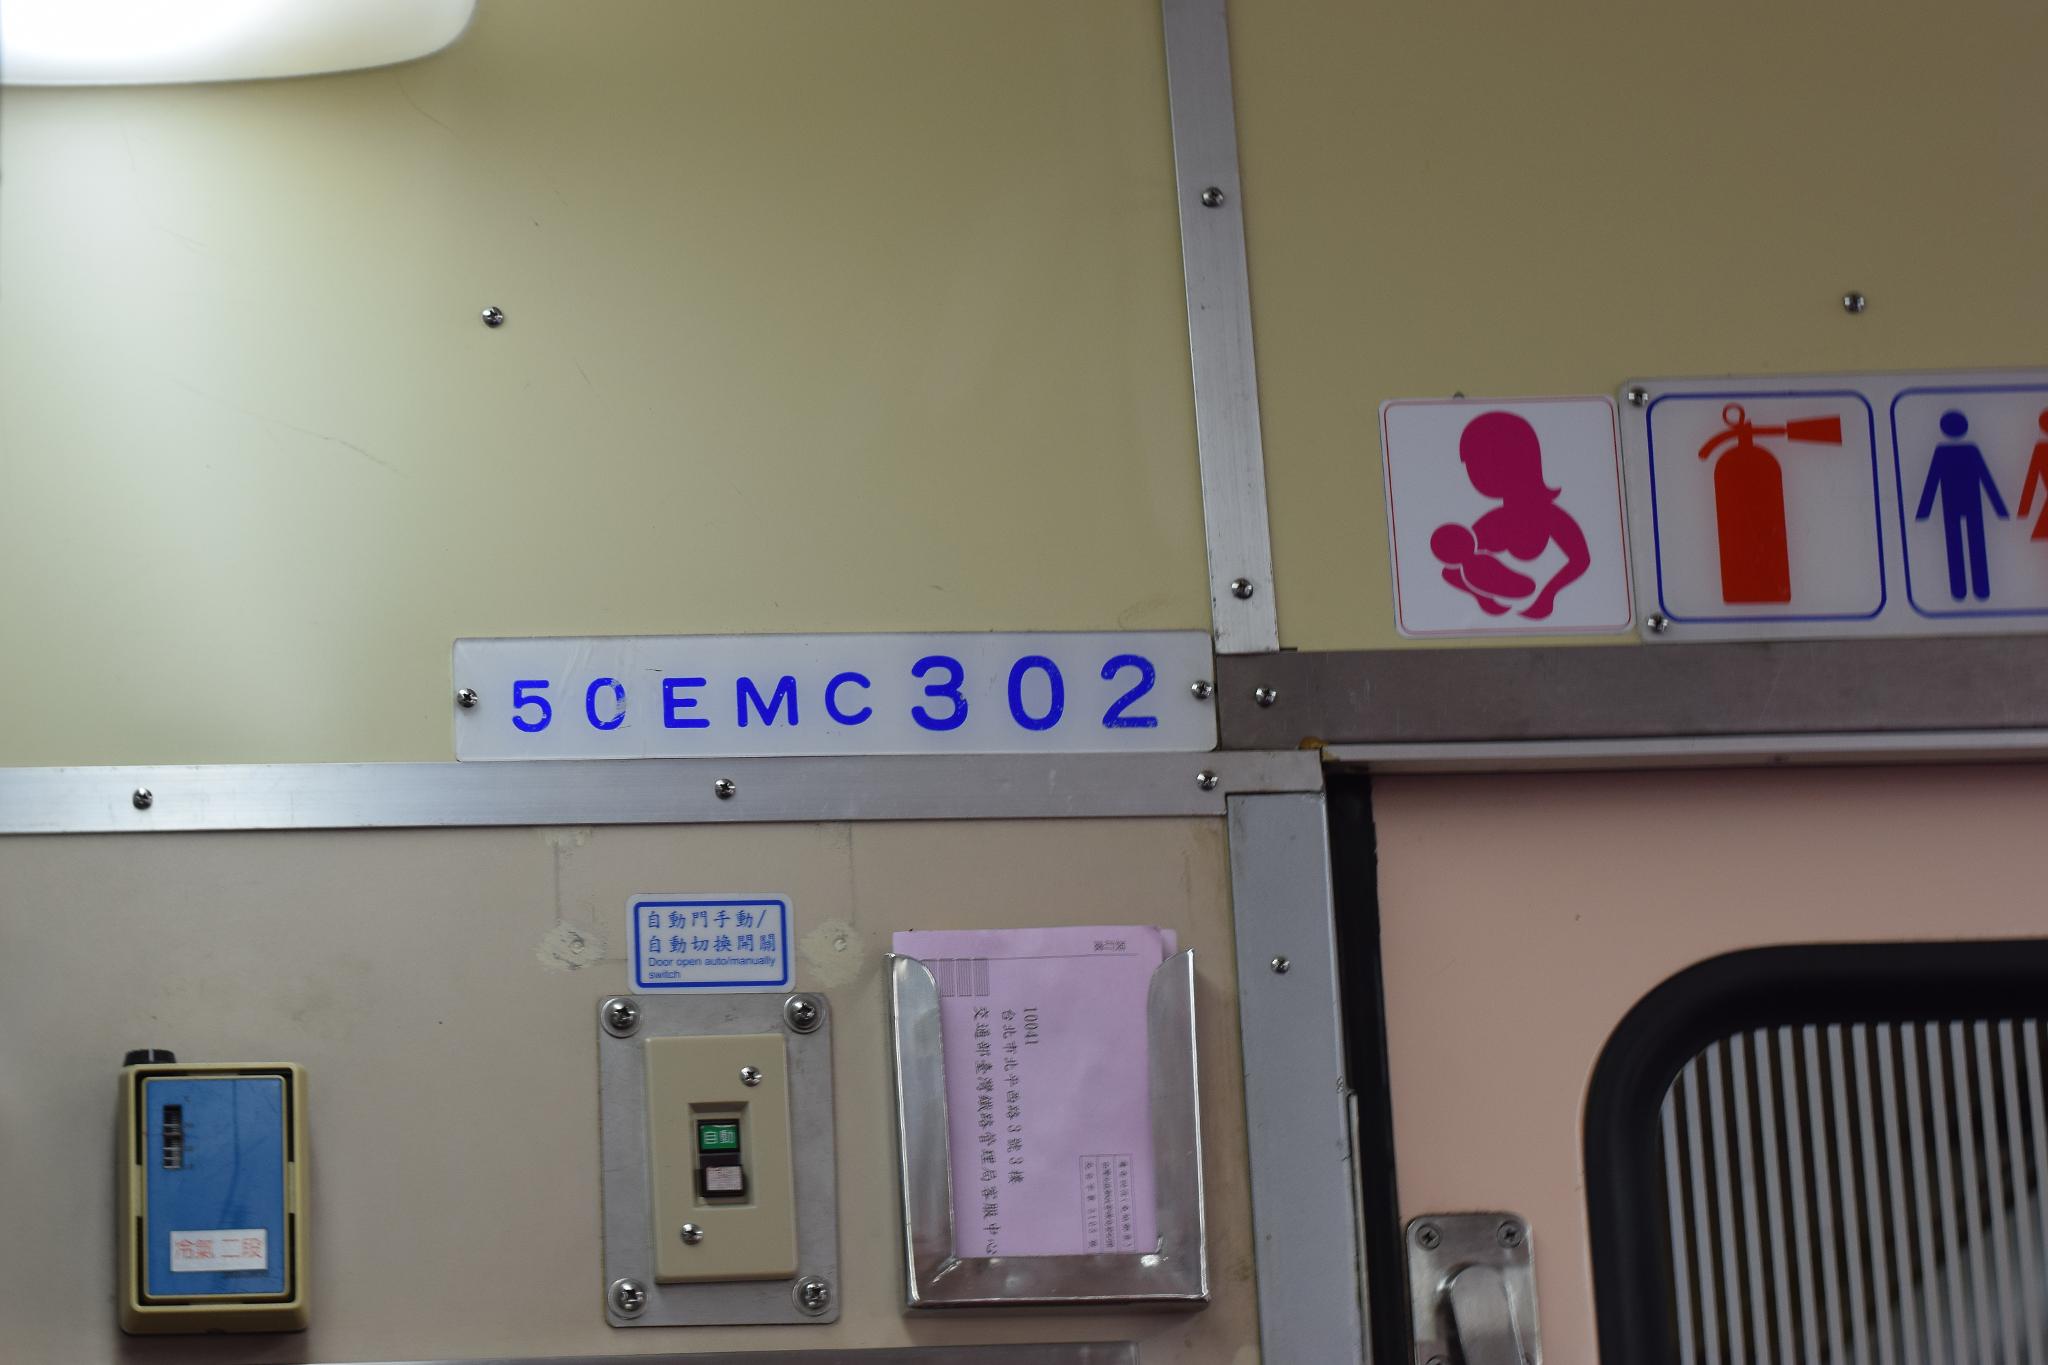 50EMC302
自動門手動/
自動切換開關
Door open auto/manually
switch
自動
冷氣 二段
10041
台北市北平西路3號3樓
交通部臺灣鐵路管理局客服中心